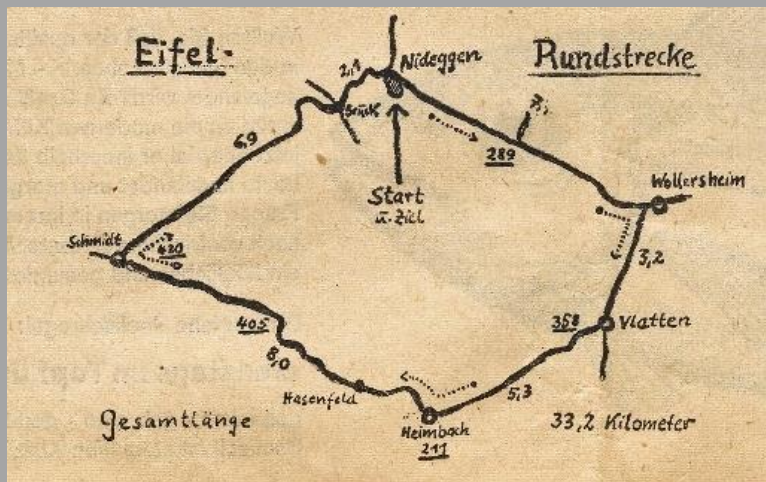 Eifel-
Rundstrecke
Nideggen
2,1
Brück
6,9
7,7
289
Start
u. Ziel
Wollersheim
Schmidt
420
3,2
405
358
Vlatten
8,0
Hasenfeld
5,3
Heimbach
211
Gesamtlänge
33,2 Kilometer